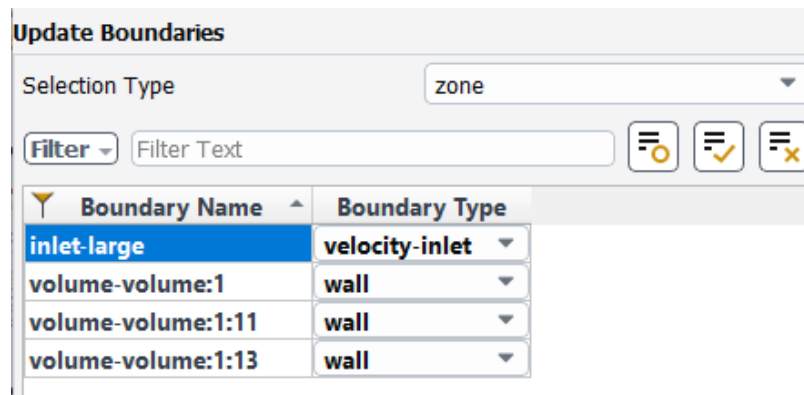 Update Boundaries
Selection Type zone
Filter Filter Text
Boundary Name Boundary Type
inlet-large velocity-inlet
volume-volume:1 wall
volume-volume:1:11 wall
volume-volume:1:13 wall